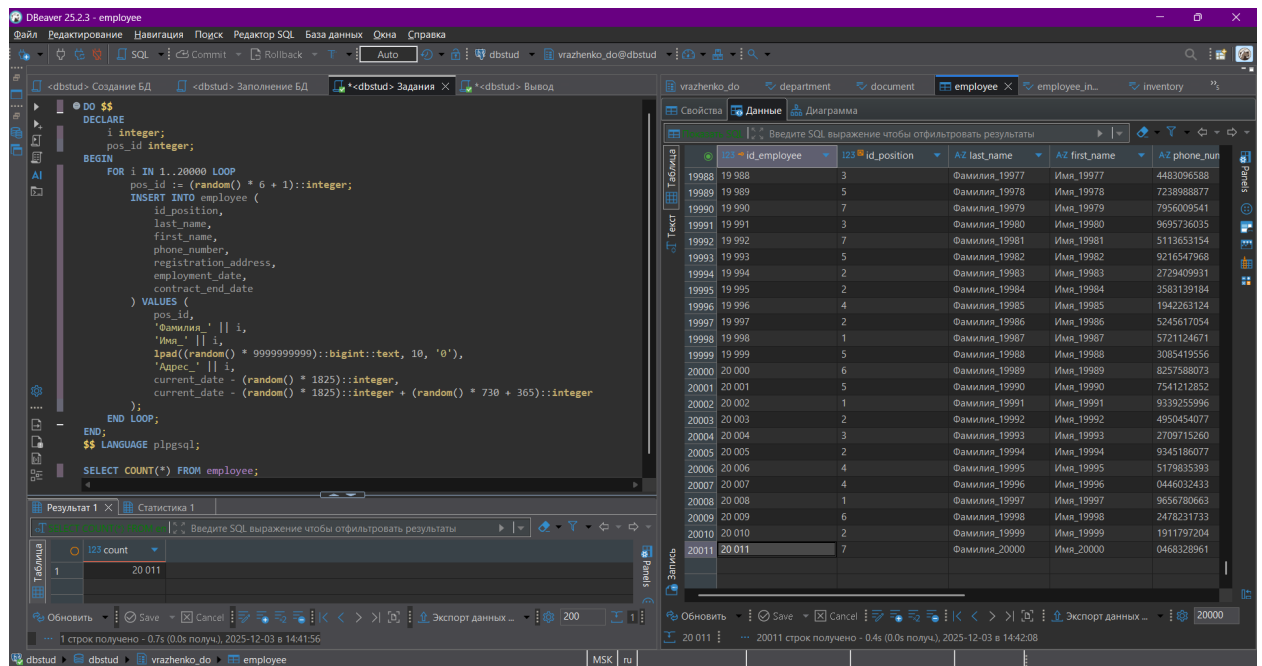 DBeaver 25.2.3 - employee
Файл Редактирование Навигация Поиск Редактор SQL База данных Окна Справка
SQL Commit Rollback T Auto dbstud vrazhenko_do@dbstud
<dbstud> Создание БД <dbstud> Заполнение БД *<dbstud> Задания *<dbstud> Вывод
DO $$
DECLARE
i integer;
pos_id integer;
BEGIN
FOR i IN 1..20000 LOOP
pos_id := (random() * 6 + 1)::integer;
INSERT INTO employee (
id_position,
last_name,
first_name,
phone_number,
registration_address,
employment_date,
contract_end_date
) VALUES (
pos_id,
'Фамилия_' || i,
'Имя_' || i,
lpad((random() * 9999999999)::bigint::text, 10, '0'),
'Адрес_' || i,
current_date - (random() * 1825)::integer,
current_date - (random() * 1825)::integer + (random() * 730 + 365)::integer
);
END LOOP;
END;
$$ LANGUAGE plpgsql;
SELECT COUNT(*) FROM employee;
AI
Результат 1 Статистика 1
Введите SQL выражение чтобы отфильтровать результаты
Таблица
123 count
1 20 011
Panels
Обновить Save Cancel Экспорт данных ... 200 1
1 строк получено - 0.7s (0.0s получ.), 2025-12-03 в 14:41:56
vrazhenko_do department document employee employee_in... inventory »5
Свойства Данные Диаграмма
Введите SQL выражение чтобы отфильтровать результаты
Таблица
Текст
Запись
Panels
123 id_employee 123 id_position A-Z last_name A-Z first_name A-Z phone_nun
19988 19 988 3 Фамилия_19977 Имя_19977 4483096588
19989 19 989 5 Фамилия_19978 Имя_19978 7238988877
19990 19 990 7 Фамилия_19979 Имя_19979 7956009541
19991 19 991 3 Фамилия_19980 Имя_19980 9695736035
19992 19 992 7 Фамилия_19981 Имя_19981 5113653154
19993 19 993 5 Фамилия_19982 Имя_19982 9216547968
19994 19 994 2 Фамилия_19983 Имя_19983 2729409931
19995 19 995 2 Фамилия_19984 Имя_19984 3583139184
19996 19 996 4 Фамилия_19985 Имя_19985 1942263124
19997 19 997 2 Фамилия_19986 Имя_19986 5245617054
19998 19 998 1 Фамилия_19987 Имя_19987 5721124671
19999 19 999 5 Фамилия_19988 Имя_19988 3085419556
20000 20 000 6 Фамилия_19989 Имя_19989 8257588073
20001 20 001 5 Фамилия_19990 Имя_19990 7541212852
20002 20 002 1 Фамилия_19991 Имя_19991 9339255996
20003 20 003 2 Фамилия_19992 Имя_19992 4950454077
20004 20 004 3 Фамилия_19993 Имя_19993 2709715260
20005 20 005 2 Фамилия_19994 Имя_19994 9345186077
20006 20 006 4 Фамилия_19995 Имя_19995 5179835393
20007 20 007 4 Фамилия_19996 Имя_19996 0446032433
20008 20 008 1 Фамилия_19997 Имя_19997 9656780663
20009 20 009 6 Фамилия_19998 Имя_19998 2478231733
20010 20 010 2 Фамилия_19999 Имя_19999 1911797204
20011 20 011 7 Фамилия_20000 Имя_20000 0468328961
Обновить Save Cancel Экспорт данных ... 20000
20 011 20011 строк получено - 0.4s (0.0s получ.), 2025-12-03 в 14:42:08
dbstud dbstud vrazhenko_do employee MSK ru